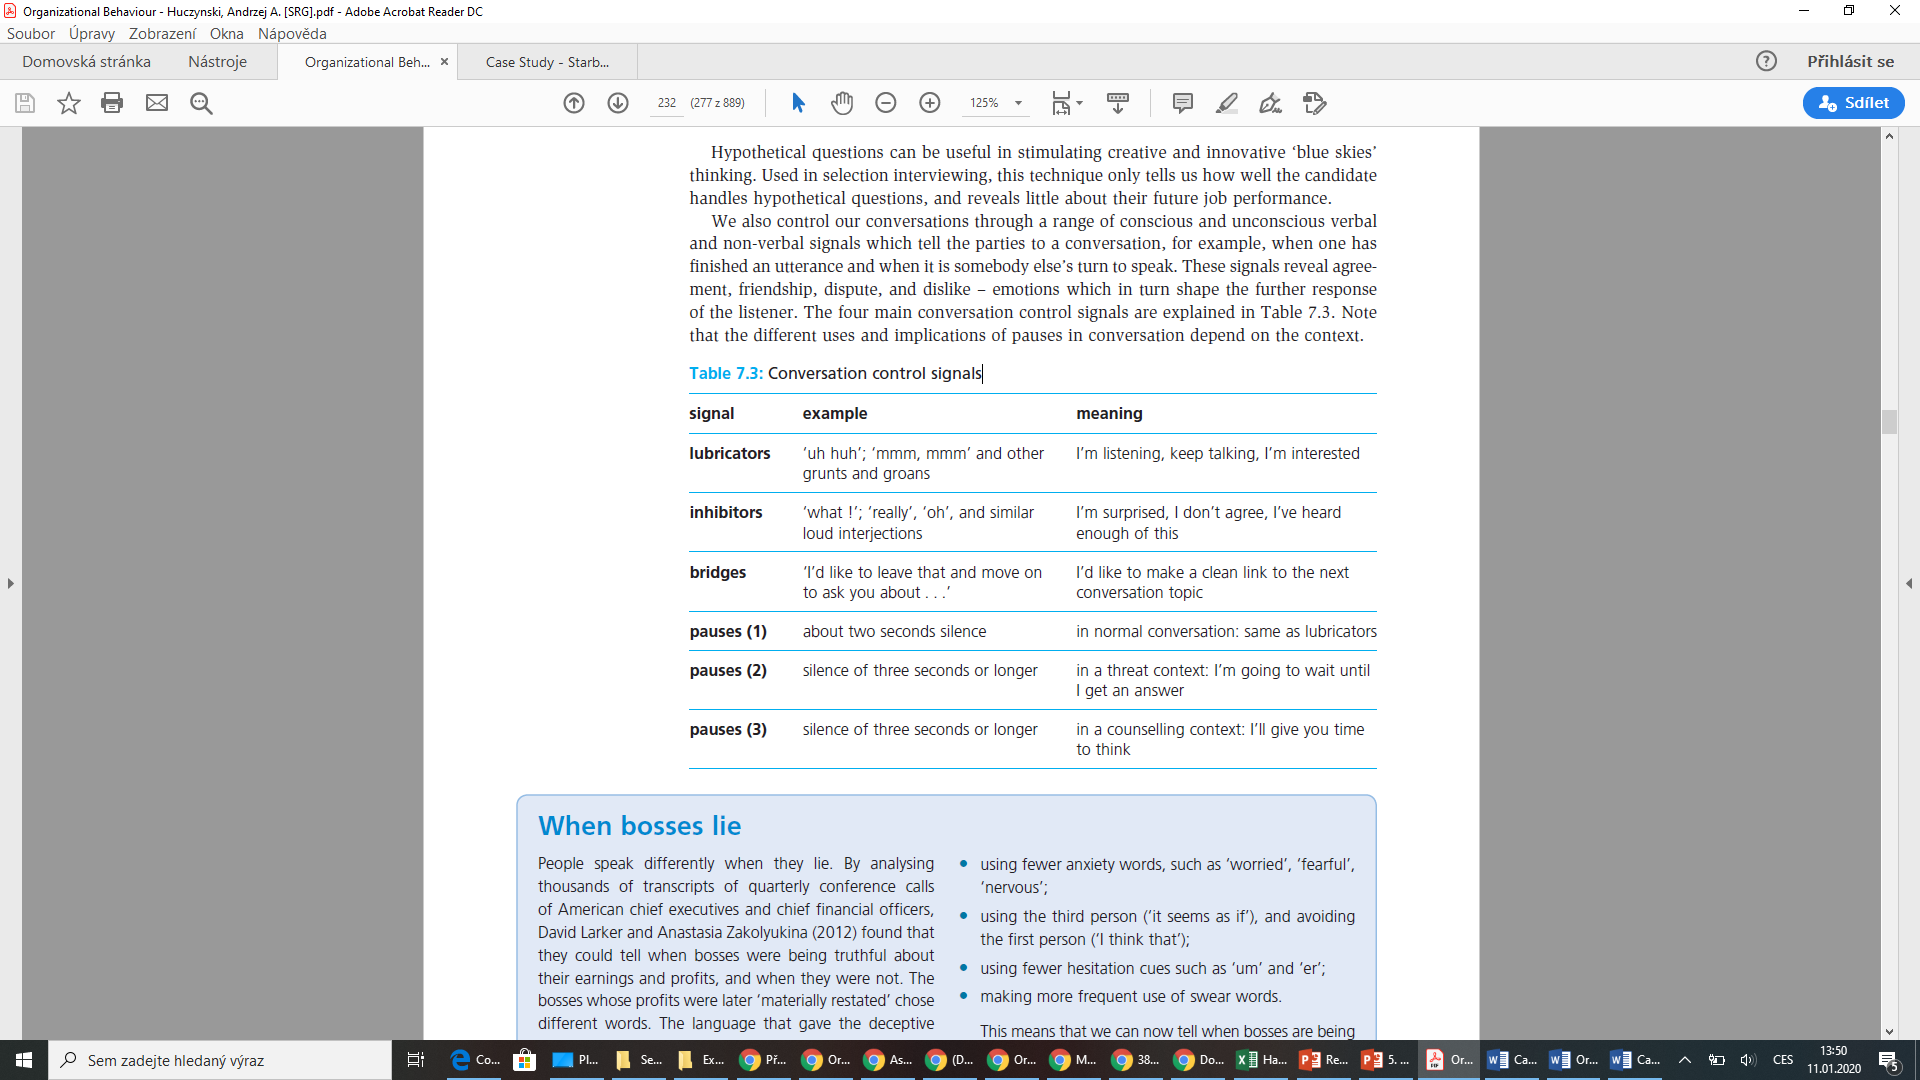 Organizational Behaviour - Huczynski, Andrzej A. [SRG].pdf - Adobe Acrobat Reader DC
Soubor Úpravy Zobrazení Okna Nápověda
Domovská stránka Nástroje Organizational Beh... × Case Study - Starb... Přihlásit se
232 (277 z 889) 125% Sdílet
Hypothetical questions can be useful in stimulating creative and innovative ‘blue skies’
thinking. Used in selection interviewing, this technique only tells us how well the candidate
handles hypothetical questions, and reveals little about their future job performance.
We also control our conversations through a range of conscious and unconscious verbal
and non-verbal signals which tell the parties to a conversation, for example, when one has
finished an utterance and when it is somebody else’s turn to speak. These signals reveal agree-
ment, friendship, dispute, and dislike – emotions which in turn shape the further response
of the listener. The four main conversation control signals are explained in Table 7.3. Note
that the different uses and implications of pauses in conversation depend on the context.
Table 7.3: Conversation control signals
signal example meaning
lubricators ‘uh huh’; ‘mmm, mmm’ and other I’m listening, keep talking, I’m interested
grunts and groans
inhibitors ‘what !’; ‘really’, ‘oh’, and similar I’m surprised, I don’t agree, I’ve heard
loud interjections enough of this
bridges ‘I’d like to leave that and move on I’d like to make a clean link to the next
to ask you about . . .’ conversation topic
pauses (1) about two seconds silence in normal conversation: same as lubricators
pauses (2) silence of three seconds or longer in a threat context: I’m going to wait until
I get an answer
pauses (3) silence of three seconds or longer in a counselling context: I’ll give you time
to think
When bosses lie
People speak differently when they lie. By analysing
thousands of transcripts of quarterly conference calls
of American chief executives and chief financial officers,
David Larker and Anastasia Zakolyukina (2012) found that
they could tell when bosses were being truthful about
their earnings and profits, and when they were not. The
bosses whose profits were later ‘materially restated’ chose
different words. The language that gave the deceptive
• using fewer anxiety words, such as ‘worried’, ‘fearful’,
‘nervous’;
• using the third person (‘it seems as if’), and avoiding
the first person (‘I think that’);
• using fewer hesitation cues such as ‘um’ and ‘er’;
• making more frequent use of swear words.
This means that we can now tell when bosses are being
Sem zadejte hledaný výraz Co... Pl... Se... Ex... Př... Or... As... (D... Or... M... 38... Do... Ha... Re... 5. ... Or... Ca... Or... Ca... CES 13:50
11.01.2020 5